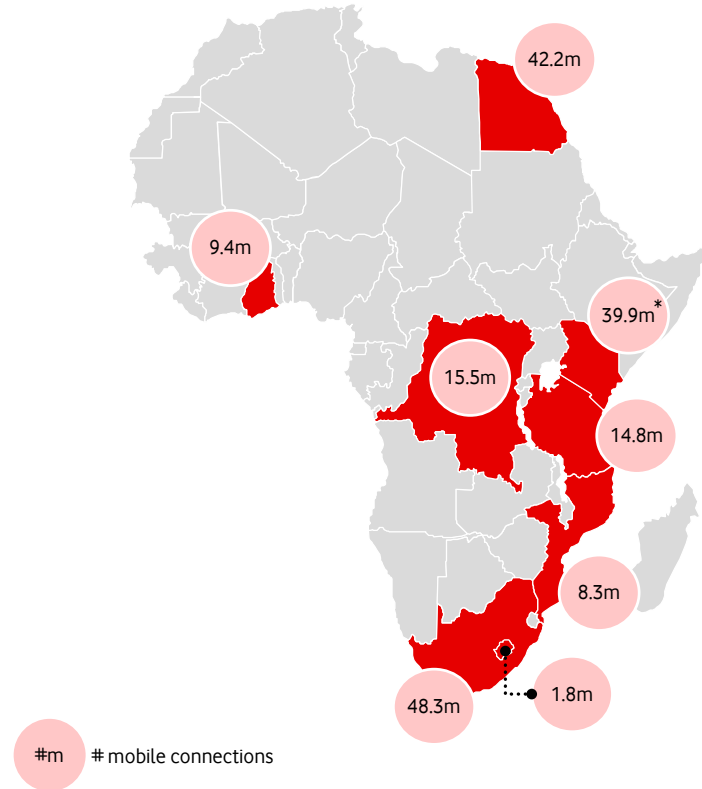 42.2m
9.4m
39.9m*
15.5m
14.8m
8.3m
1.8m
48.3m
#m # mobile connections